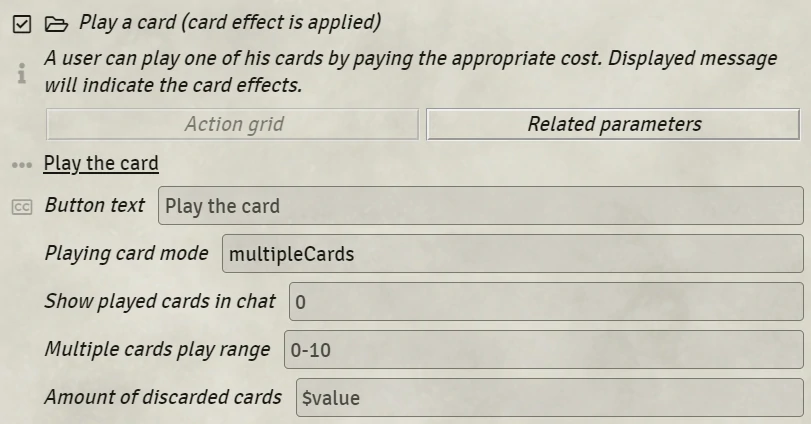 Play a card (card effect is applied)
A user can play one of his cards by paying the appropriate cost. Displayed message
will indicate the card effects.
Action grid
Related parameters
Play the card
CC Button text Play the card
Playing card mode multipleCards
Show played cards in chat 0
Multiple cards play range 0-10
Amount of discarded cards $value